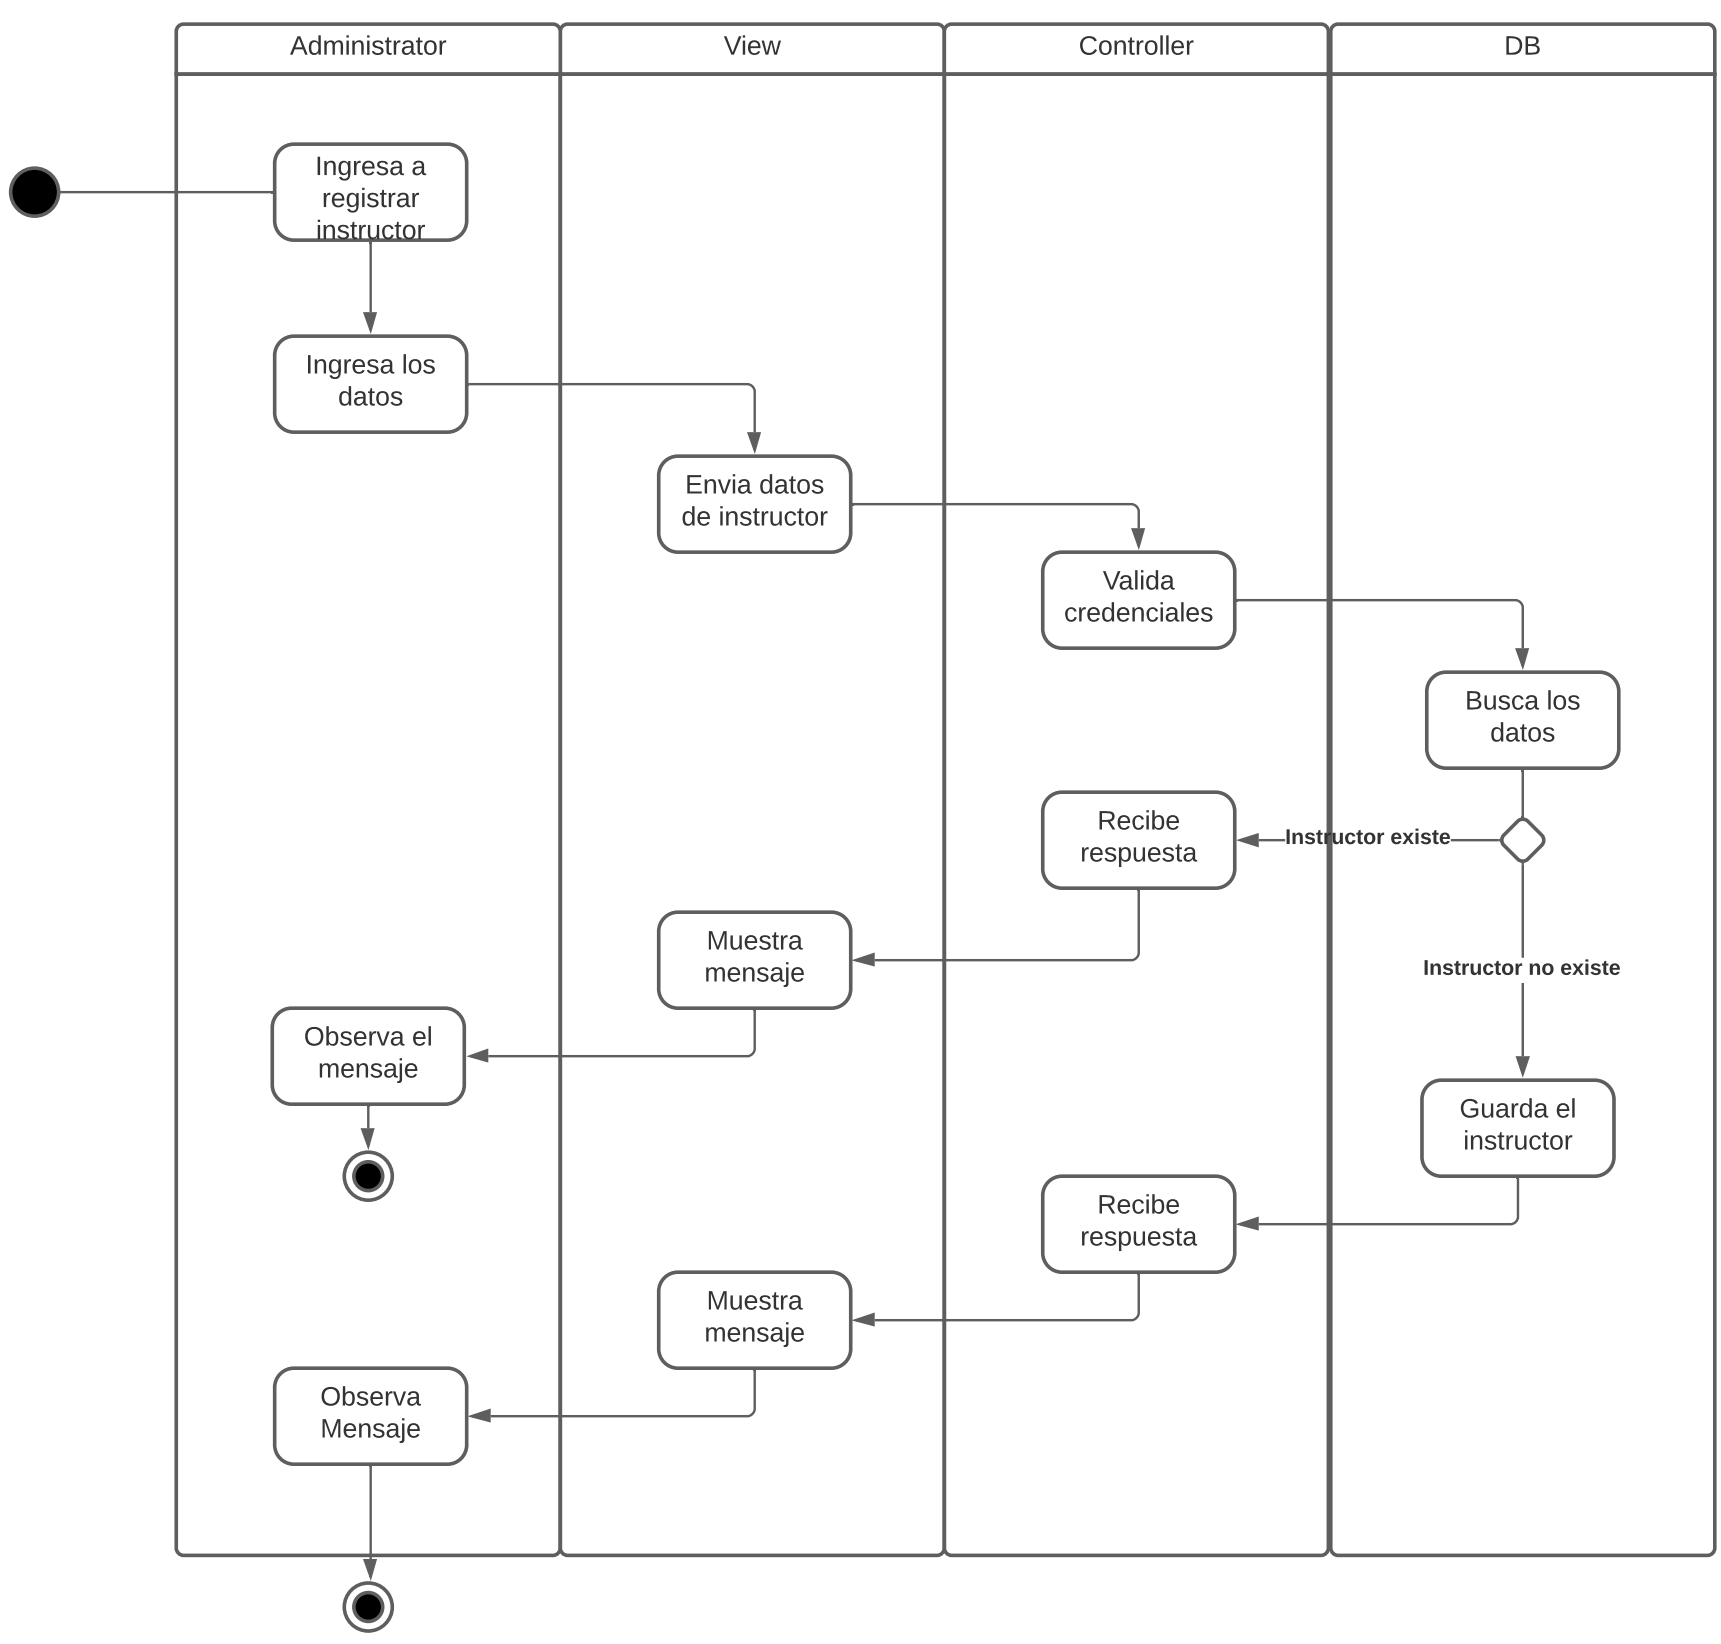 Administrator
View
Controller
DB
Ingresa a
registrar
instructor
Ingresa los
datos
Envia datos
de instructor
Valida
credenciales
Busca los
datos
Recibe
respuesta
Instructor existe
Muestra
mensaje
Instructor no existe
Observa el
mensaje
Guarda el
instructor
Recibe
respuesta
Muestra
mensaje
Observa
Mensaje